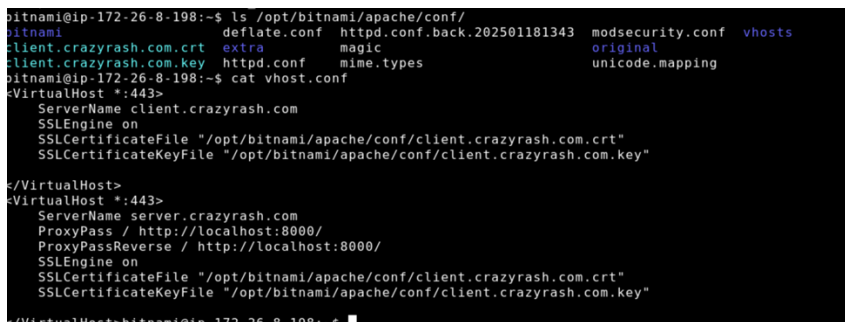 bitnami@ip-172-26-8-198:~$ ls /opt/bitnami/apache/conf/
bitnami deflate.conf httpd.conf.back.202501181343 modsecurity.conf vhosts
client.crazyrash.com.crt extra magic original
client.crazyrash.com.key httpd.conf mime.types unicode.mapping
bitnami@ip-172-26-8-198:~$ cat vhost.conf
<VirtualHost *:443>
    ServerName client.crazyrash.com
    SSLEngine on
    SSLCertificateFile "/opt/bitnami/apache/conf/client.crazyrash.com.crt"
    SSLCertificateKeyFile "/opt/bitnami/apache/conf/client.crazyrash.com.key"
</VirtualHost>
<VirtualHost *:443>
    ServerName server.crazyrash.com
    ProxyPass / http://localhost:8000/
    ProxyPassReverse / http://localhost:8000/
    SSLEngine on
    SSLCertificateFile "/opt/bitnami/apache/conf/client.crazyrash.com.crt"
    SSLCertificateKeyFile "/opt/bitnami/apache/conf/client.crazyrash.com.key"
</VirtualHost>bitnami@ip-172-26-8-198:~$